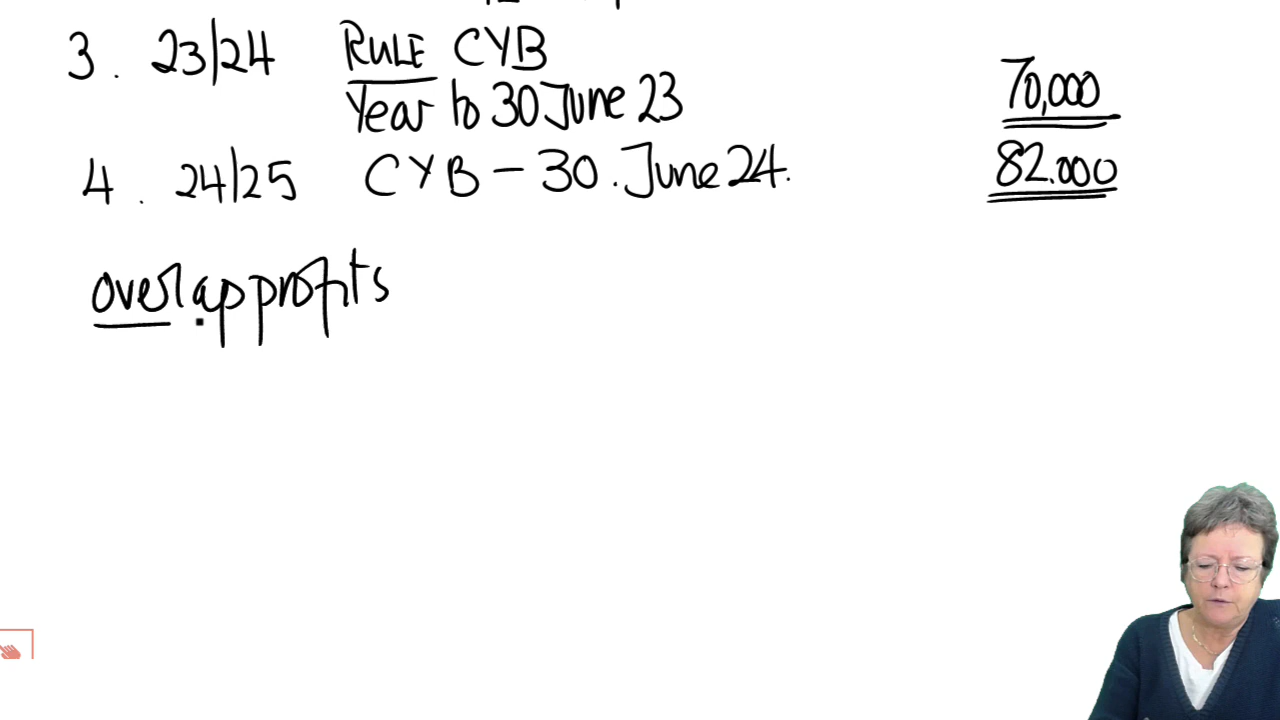 3. 23/24 RULE CYB
Year to 30 June 23 70,000
4. 24/25 CYB - 30. June 24. 82.000
overlap profits